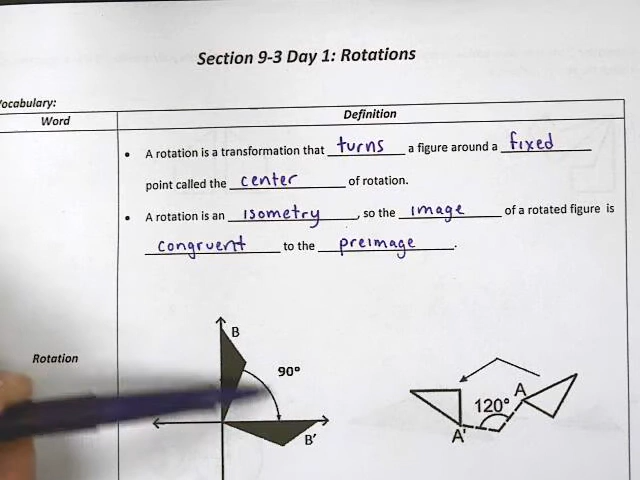 Section 9-3 Day 1: Rotations
Vocabulary:
Word
Definition
• A rotation is a transformation that turns a figure around a fixed
point called the center of rotation.
• A rotation is an isometry, so the image of a rotated figure is
congruent to the preimage.
Rotation
B
90°
B'
A
120°
A'